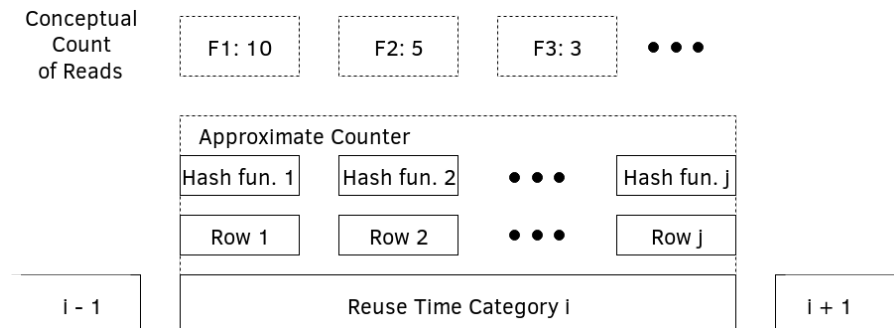 Conceptual
Count
of Reads
F1: 10
F2: 5
F3: 3
Approximate Counter
Hash fun. 1
Hash fun. 2
Hash fun. j
Row 1
Row 2
Row j
i - 1
Reuse Time Category i
i + 1